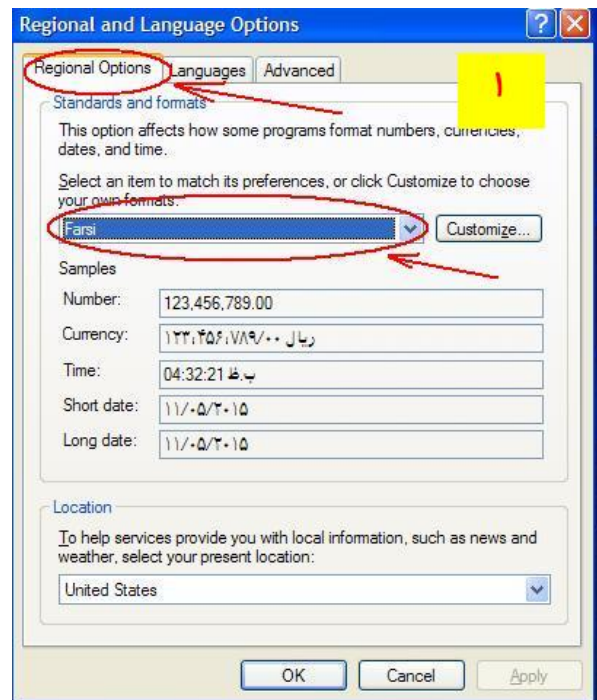 Regional and Language Options
Regional Options Languages Advanced
۱
Standards and formats
This option affects how some programs format numbers, currencies,
dates, and time.
Select an item to match its preferences, or click Customize to choose
your own formats:
Farsi Customize...
Samples
Number: 123,456,789.00
Currency: ریال ۱۲۳،۴۵۶،۷۸۹/۰۰
Time: 04:32:21 ب.ظ
Short date: ۱۱/۰۵/۲۰۱۵
Long date: ۱۱/۰۵/۲۰۱۵
Location
To help services provide you with local information, such as news and
weather, select your present location:
United States
OK Cancel Apply